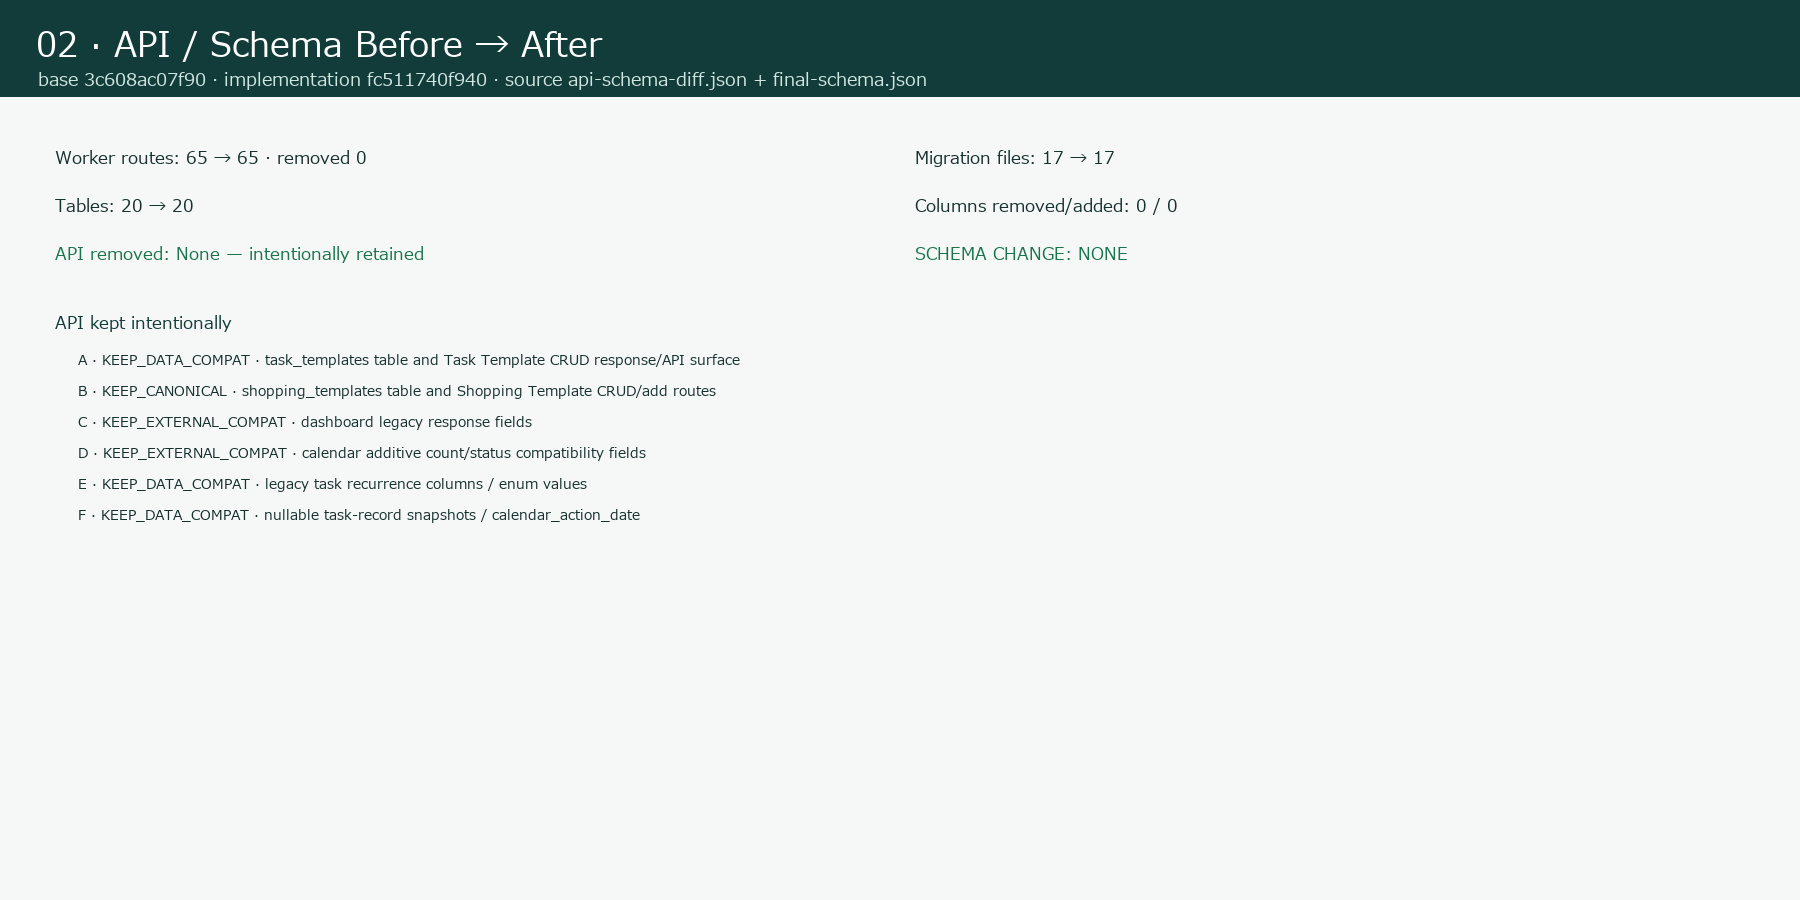 02 · API / Schema Before → After
base 3c608ac07f90 · implementation fc511740f940 · source api-schema-diff.json + final-schema.json
Worker routes: 65 → 65 · removed 0
Migration files: 17 → 17
Tables: 20 → 20
Columns removed/added: 0 / 0
API removed: None — intentionally retained
SCHEMA CHANGE: NONE
API kept intentionally
A · KEEP_DATA_COMPAT · task_templates table and Task Template CRUD response/API surface
B · KEEP_CANONICAL · shopping_templates table and Shopping Template CRUD/add routes
C · KEEP_EXTERNAL_COMPAT · dashboard legacy response fields
D · KEEP_EXTERNAL_COMPAT · calendar additive count/status compatibility fields
E · KEEP_DATA_COMPAT · legacy task recurrence columns / enum values
F · KEEP_DATA_COMPAT · nullable task-record snapshots / calendar_action_date